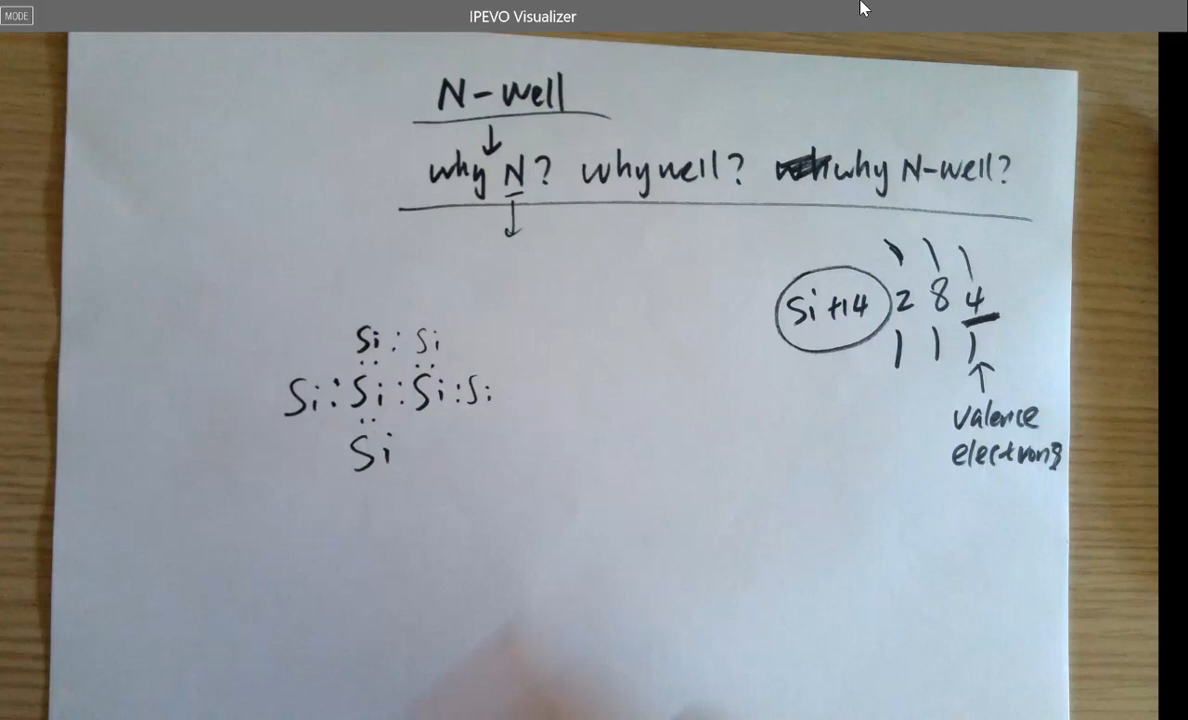 MODE
IPEVO Visualizer
N-well
↓
why N? why well? why N-well?
↓
Si +14 2 8 4
↑
valence
electrons
Si : Si
Si : Si : Si : Si
Si